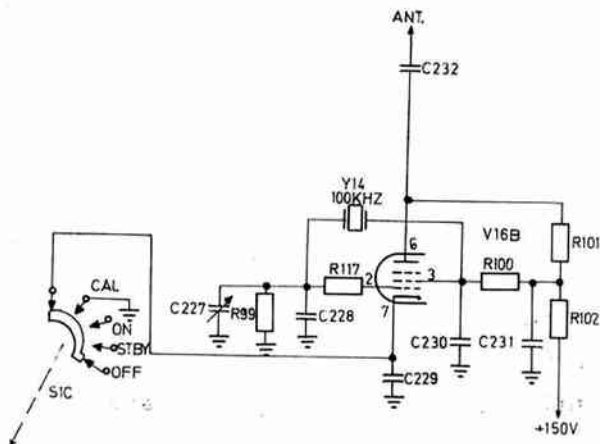 ANT.
C232
Y14
100KHZ
6
V16B
R101
R117
2
3
R100
CAL
C227
R99
C228
7
R102
ON
STBY
C230
C231
OFF
C229
S1C
+150V